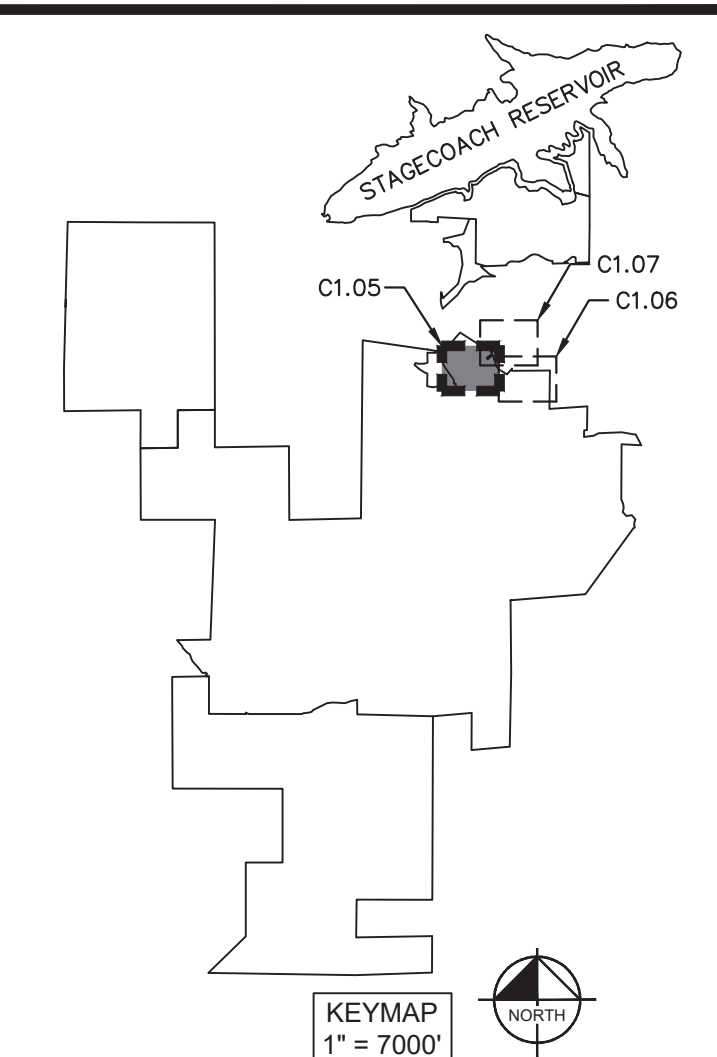 STAGECOACH RESERVOIR
C1.07
C1.05
C1.06
KEYMAP
1" = 7000'
NORTH